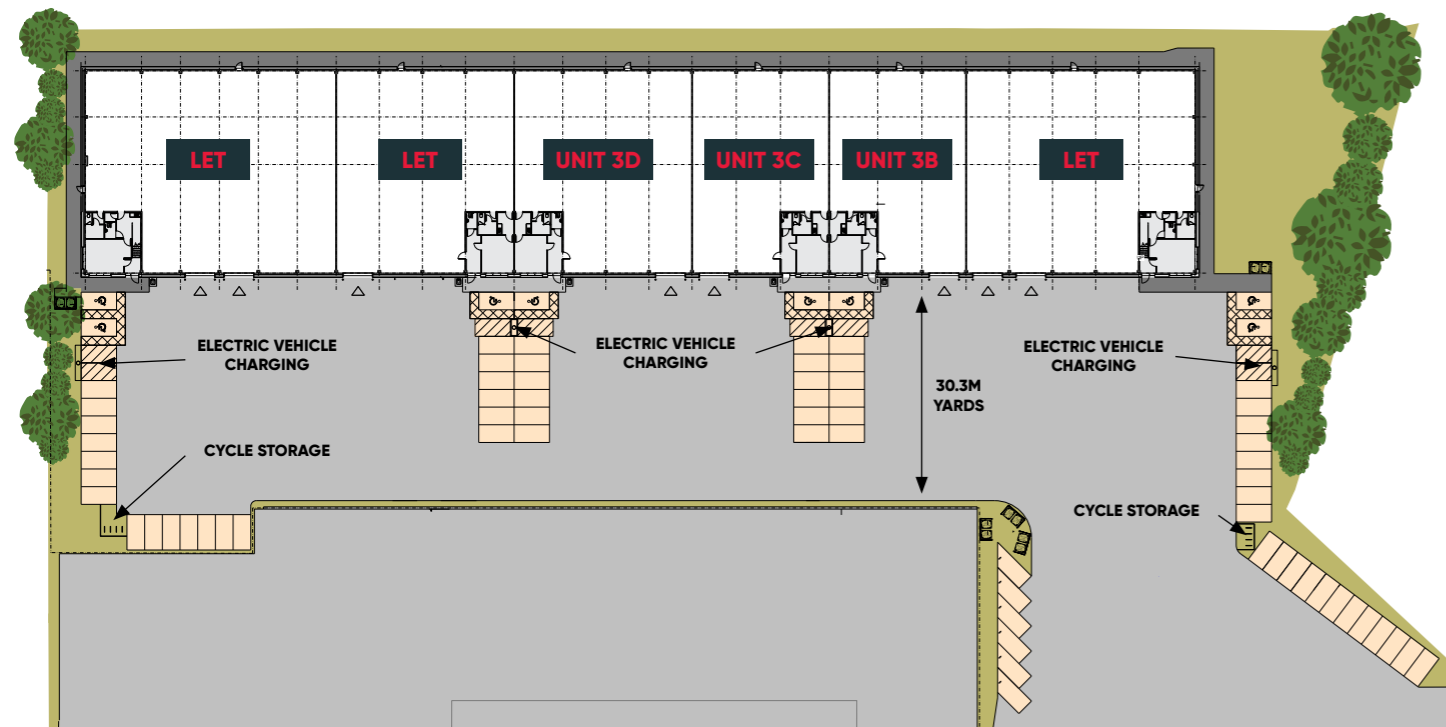 LET
LET
UNIT 3D
UNIT 3C
UNIT 3B
LET
ELECTRIC VEHICLE
CHARGING
ELECTRIC VEHICLE
CHARGING
ELECTRIC VEHICLE
CHARGING
30.3M
YARDS
CYCLE STORAGE
CYCLE STORAGE